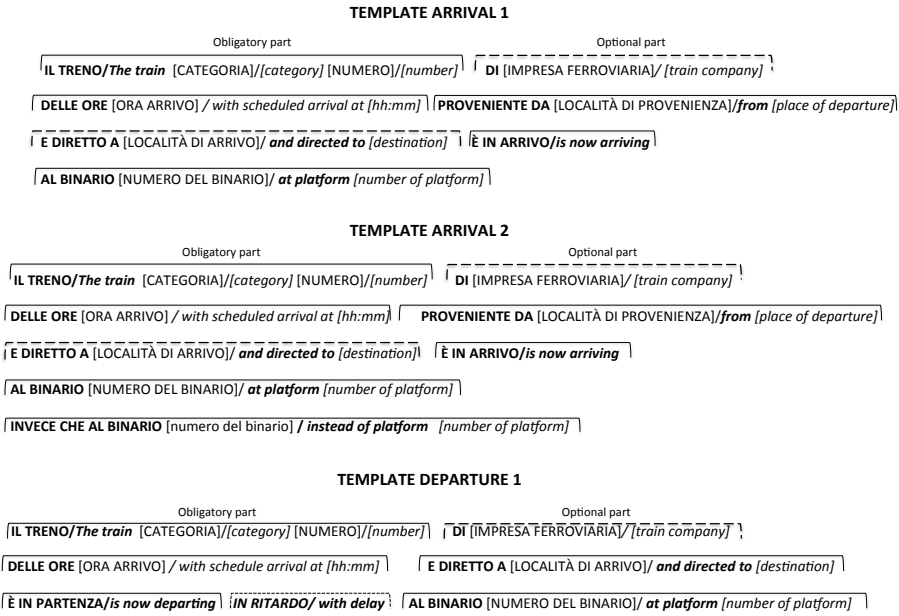 TEMPLATE ARRIVAL 1
Obligatory part Optional part
IL TRENO/The train [CATEGORIA]/[category] [NUMERO]/[number] DI [IMPRESA FERROVIARIA]/ [train company]
DELLE ORE [ORA ARRIVO] / with scheduled arrival at [hh:mm] PROVENIENTE DA [LOCALITÀ DI PROVENIENZA]/from [place of departure]
E DIRETTO A [LOCALITÀ DI ARRIVO]/ and directed to [destination] È IN ARRIVO/is now arriving
AL BINARIO [NUMERO DEL BINARIO]/ at platform [number of platform]
TEMPLATE ARRIVAL 2
Obligatory part Optional part
IL TRENO/The train [CATEGORIA]/[category] [NUMERO]/[number] DI [IMPRESA FERROVIARIA]/ [train company]
DELLE ORE [ORA ARRIVO] / with scheduled arrival at [hh:mm] PROVENIENTE DA [LOCALITÀ DI PROVENIENZA]/from [place of departure]
E DIRETTO A [LOCALITÀ DI ARRIVO]/ and directed to [destination] È IN ARRIVO/is now arriving
AL BINARIO [NUMERO DEL BINARIO]/ at platform [number of platform]
INVECE CHE AL BINARIO [numero del binario] / instead of platform [number of platform]
TEMPLATE DEPARTURE 1
Obligatory part Optional part
IL TRENO/The train [CATEGORIA]/[category] [NUMERO]/[number] DI [IMPRESA FERROVIARIA]/ [train company]
DELLE ORE [ORA ARRIVO] / with schedule arrival at [hh:mm] E DIRETTO A [LOCALITÀ DI ARRIVO]/ and directed to [destination]
È IN PARTENZA/is now departing IN RITARDO/ with delay AL BINARIO [NUMERO DEL BINARIO]/ at platform [number of platform]